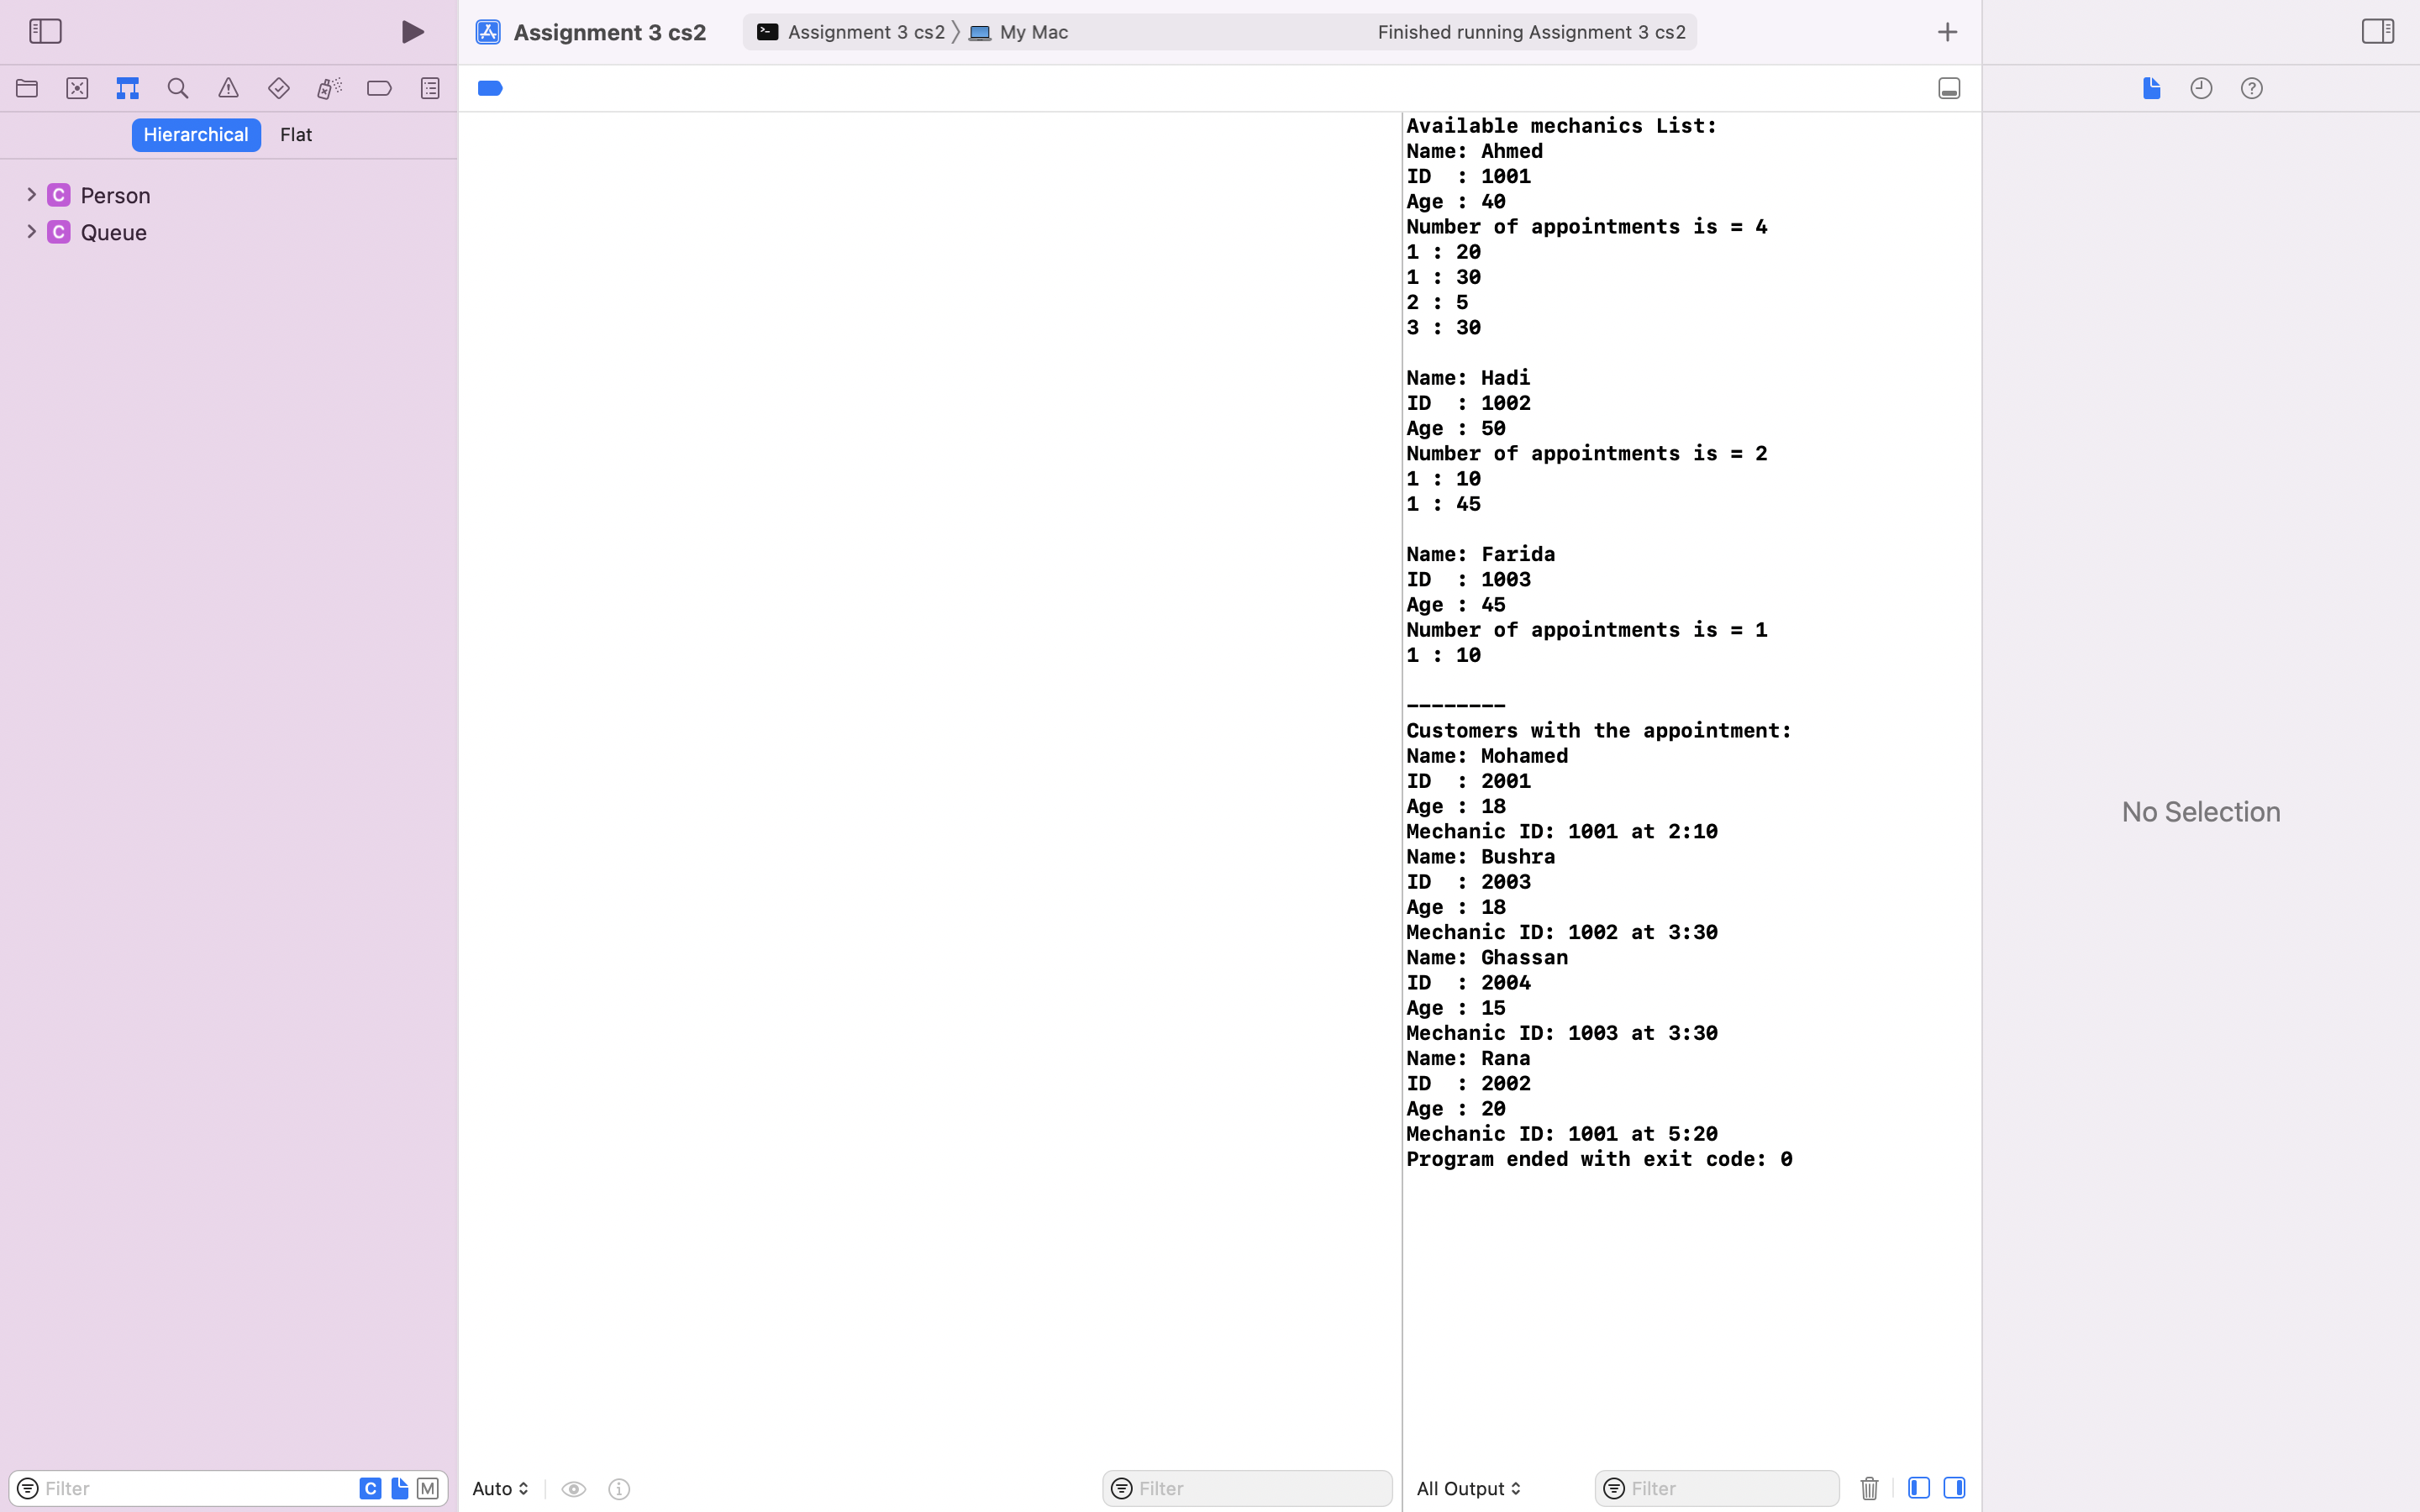 Assignment 3 cs2
Assignment 3 cs2 〉 My Mac
Finished running Assignment 3 cs2
Hierarchical
Flat
C Person
C Queue
Available mechanics List:
Name: Ahmed
ID  : 1001
Age : 40
Number of appointments is = 4
1 : 20
1 : 30
2 : 5
3 : 30
Name: Hadi
ID  : 1002
Age : 50
Number of appointments is = 2
1 : 10
1 : 45
Name: Farida
ID  : 1003
Age : 45
Number of appointments is = 1
1 : 10
--------
Customers with the appointment:
Name: Mohamed
ID  : 2001
Age : 18
Mechanic ID: 1001 at 2:10
Name: Bushra
ID  : 2003
Age : 18
Mechanic ID: 1002 at 3:30
Name: Ghassan
ID  : 2004
Age : 15
Mechanic ID: 1003 at 3:30
Name: Rana
ID  : 2002
Age : 20
Mechanic ID: 1001 at 5:20
Program ended with exit code: 0
No Selection
Filter
C
M
Auto
Filter
All Output
Filter